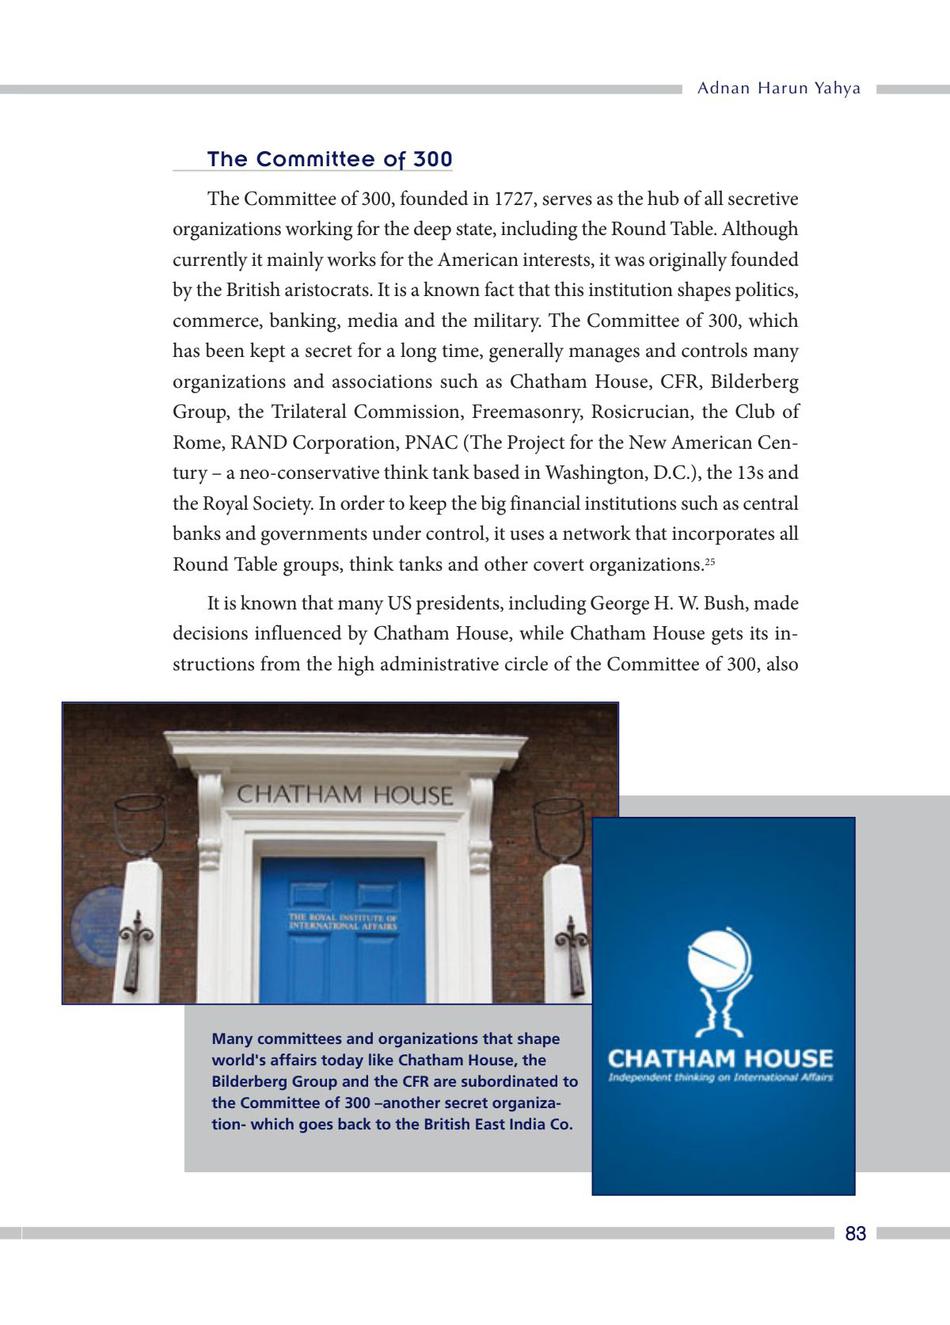 Adnan Harun Yahya
The Committee of 300
The Committee of 300, founded in 1727, serves as the hub of all secretive
organizations working for the deep state, including the Round Table. Although
currently it mainly works for the American interests, it was originally founded
by the British aristocrats. It is a known fact that this institution shapes politics,
commerce, banking, media and the military. The Committee of 300, which
has been kept a secret for a long time, generally manages and controls many
organizations and associations such as Chatham House, CFR, Bilderberg
Group, the Trilateral Commission, Freemasonry, Rosicrucian, the Club of
Rome, RAND Corporation, PNAC (The Project for the New American Cen-
tury – a neo-conservative think tank based in Washington, D.C.), the 13s and
the Royal Society. In order to keep the big financial institutions such as central
banks and governments under control, it uses a network that incorporates all
Round Table groups, think tanks and other covert organizations.25
It is known that many US presidents, including George H. W. Bush, made
decisions influenced by Chatham House, while Chatham House gets its in-
structions from the high administrative circle of the Committee of 300, also
CHATHAM HOUSE
THE ROYAL INSTITUTE OF
INTERNATIONAL AFFAIRS
CHATHAM HOUSE
Independent thinking on International Affairs
Many committees and organizations that shape
world's affairs today like Chatham House, the
Bilderberg Group and the CFR are subordinated to
the Committee of 300 –another secret organiza-
tion- which goes back to the British East India Co.
83